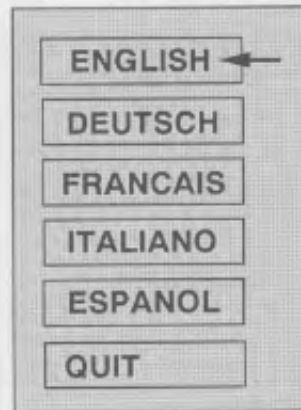 ENGLISH
DEUTSCH
FRANCAIS
ITALIANO
ESPANOL
QUIT